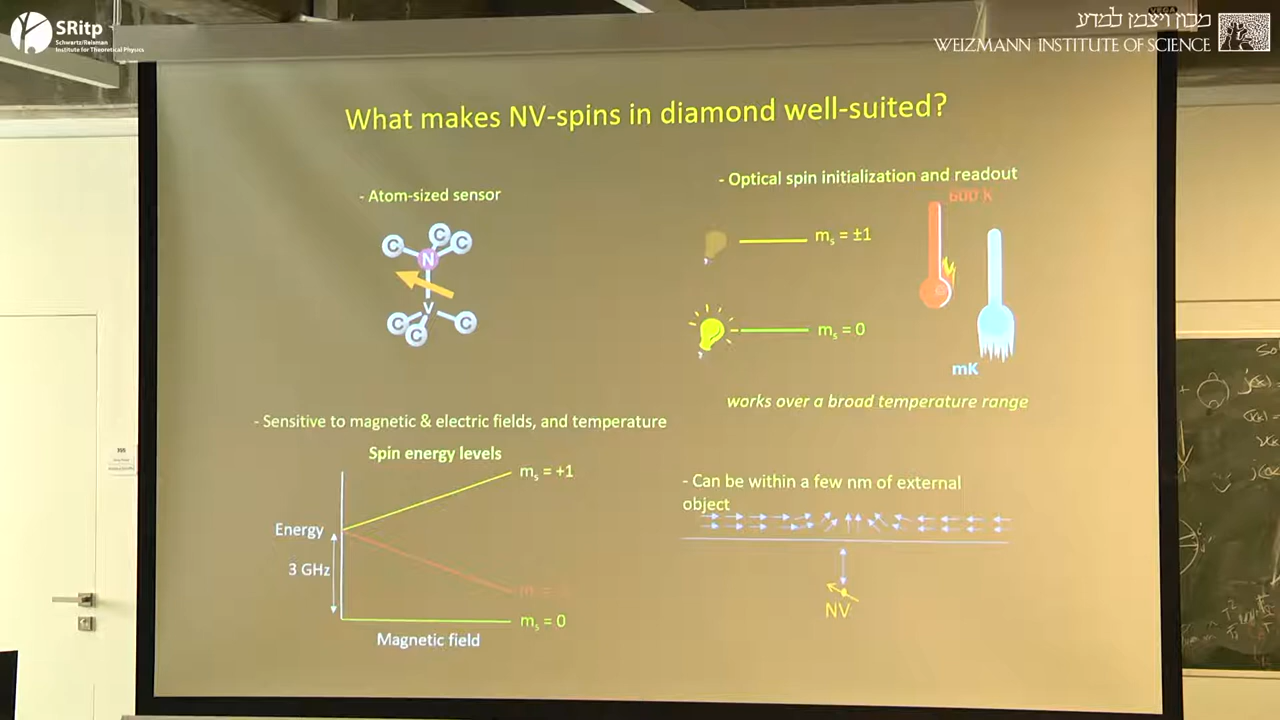 SRitp
Schwartz/Reisman
Institute for Theoretical Physics
מכון ויצמן למדע
WEIZMANN INSTITUTE OF SCIENCE
What makes NV-spins in diamond well-suited?
- Atom-sized sensor
C
C
C
N
V
C
C
C
- Optical spin initialization and readout
600 K
mₛ = ±1
mₛ = 0
mK
works over a broad temperature range
- Sensitive to magnetic & electric fields, and temperature
Spin energy levels
mₛ = +1
Energy
3 GHz
mₛ = 0
Magnetic field
- Can be within a few nm of external
object
NV